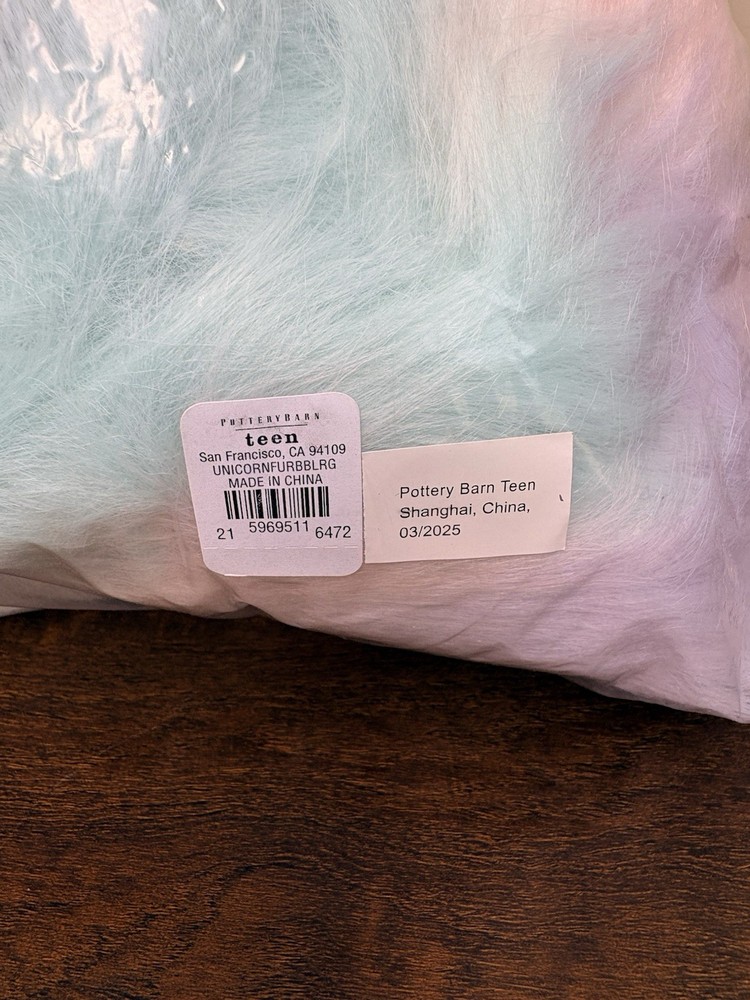 POTTERYBARN
teen
San Francisco, CA 94109
UNICORNFURBBLRG
MADE IN CHINA
21 5969511 6472
Pottery Barn Teen
Shanghai, China,
03/2025